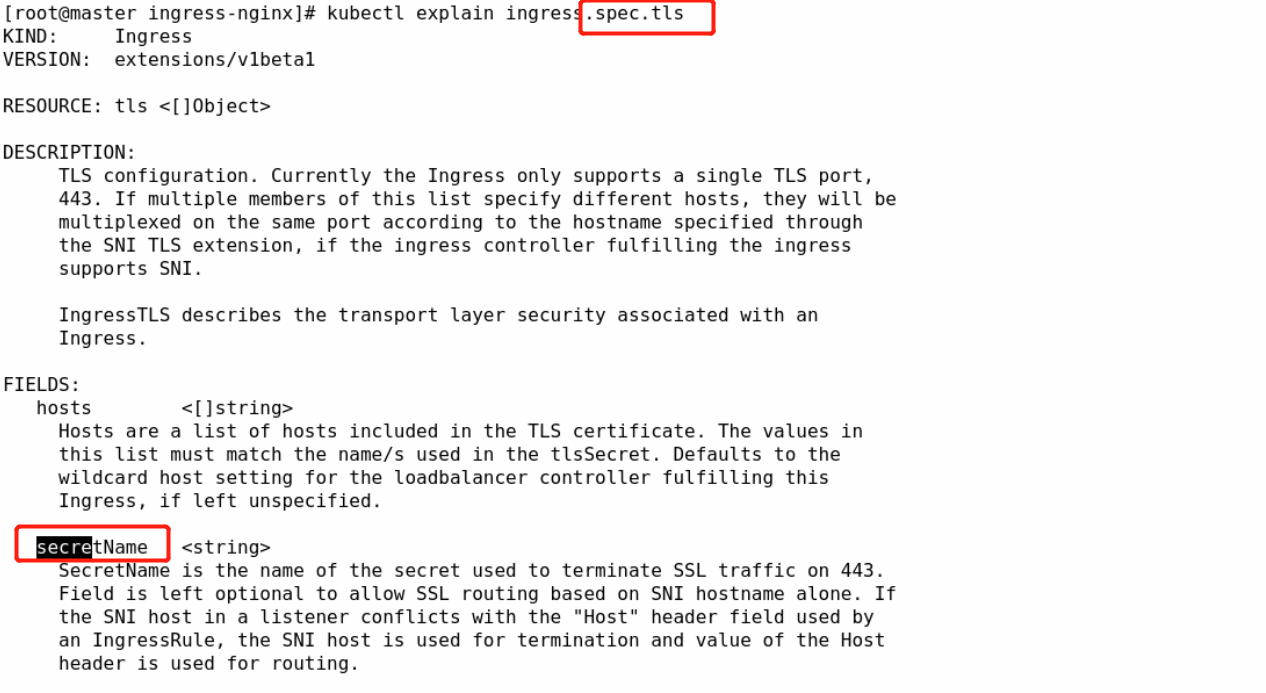 [root@master ingress-nginx]# kubectl explain ingress.spec.tls
KIND:     Ingress
VERSION:  extensions/v1beta1
RESOURCE: tls <[]Object>
DESCRIPTION:
     TLS configuration. Currently the Ingress only supports a single TLS port,
     443. If multiple members of this list specify different hosts, they will be
     multiplexed on the same port according to the hostname specified through
     the SNI TLS extension, if the ingress controller fulfilling the ingress
     supports SNI.
     IngressTLS describes the transport layer security associated with an
     Ingress.
FIELDS:
   hosts        <[]string>
     Hosts are a list of hosts included in the TLS certificate. The values in
     this list must match the name/s used in the tlsSecret. Defaults to the
     wildcard host setting for the loadbalancer controller fulfilling this
     Ingress, if left unspecified.
   secretName   <string>
     SecretName is the name of the secret used to terminate SSL traffic on 443.
     Field is left optional to allow SSL routing based on SNI hostname alone. If
     the SNI host in a listener conflicts with the "Host" header field used by
     an IngressRule, the SNI host is used for termination and value of the Host
     header is used for routing.